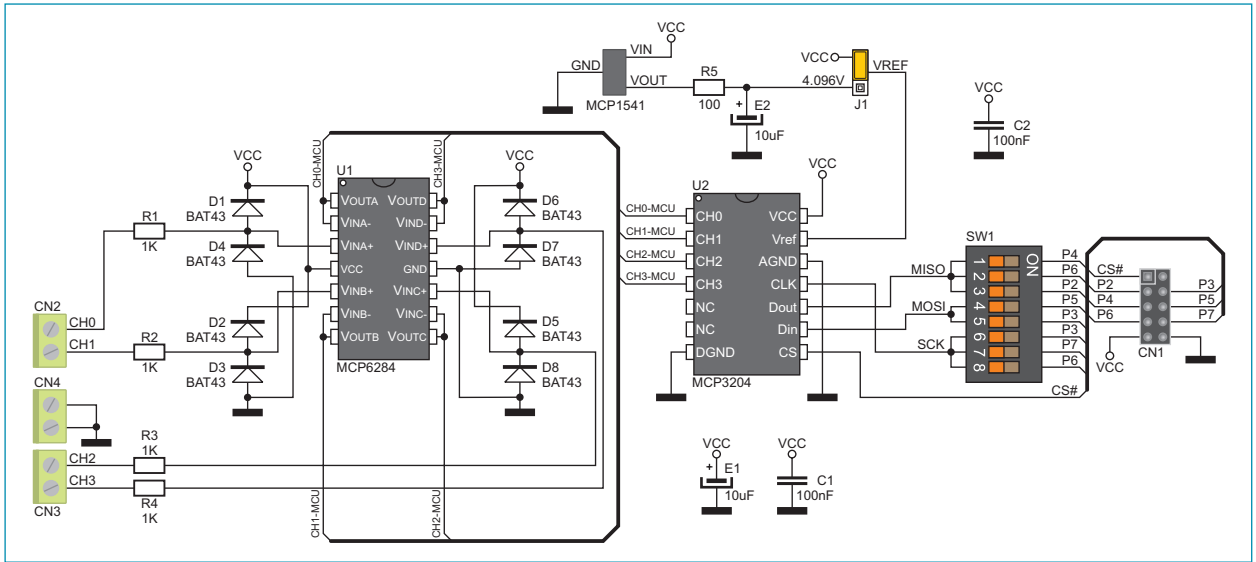 VCC
VIN
GND
VOUT
MCP1541
R5
100
4.096V
E2
+
10uF
VCC
VREF
J1
VCC
C2
100nF
CH0-MCU
CH3-MCU
VCC
D1
BAT43
D4
BAT43
R1
1K
U1
VOUTA
VINA-
VINA+
VCC
VINB+
VINB-
VOUTB
VOUTD
VIND-
VIND+
GND
VINC+
VINC-
VOUTC
MCP6284
VCC
D6
BAT43
D7
BAT43
D5
BAT43
D8
BAT43
CN2
CH0
CH1
R2
1K
D2
BAT43
D3
BAT43
CN4
CH2
CH3
CN3
R3
1K
R4
1K
CH1-MCU
CH2-MCU
CH0-MCU
CH1-MCU
CH2-MCU
CH3-MCU
U2
CH0
CH1
CH2
CH3
NC
NC
DGND
VCC
Vref
AGND
CLK
Dout
Din
CS
MCP3204
VCC
MISO
MOSI
SCK
SW1
ON
1
2
3
4
5
6
7
8
P4
P6
P2
P5
P3
P3
P7
P6
CS#
CS#
P2
P4
P6
P3
P5
P7
VCC
CN1
VCC
+
E1
10uF
VCC
C1
100nF